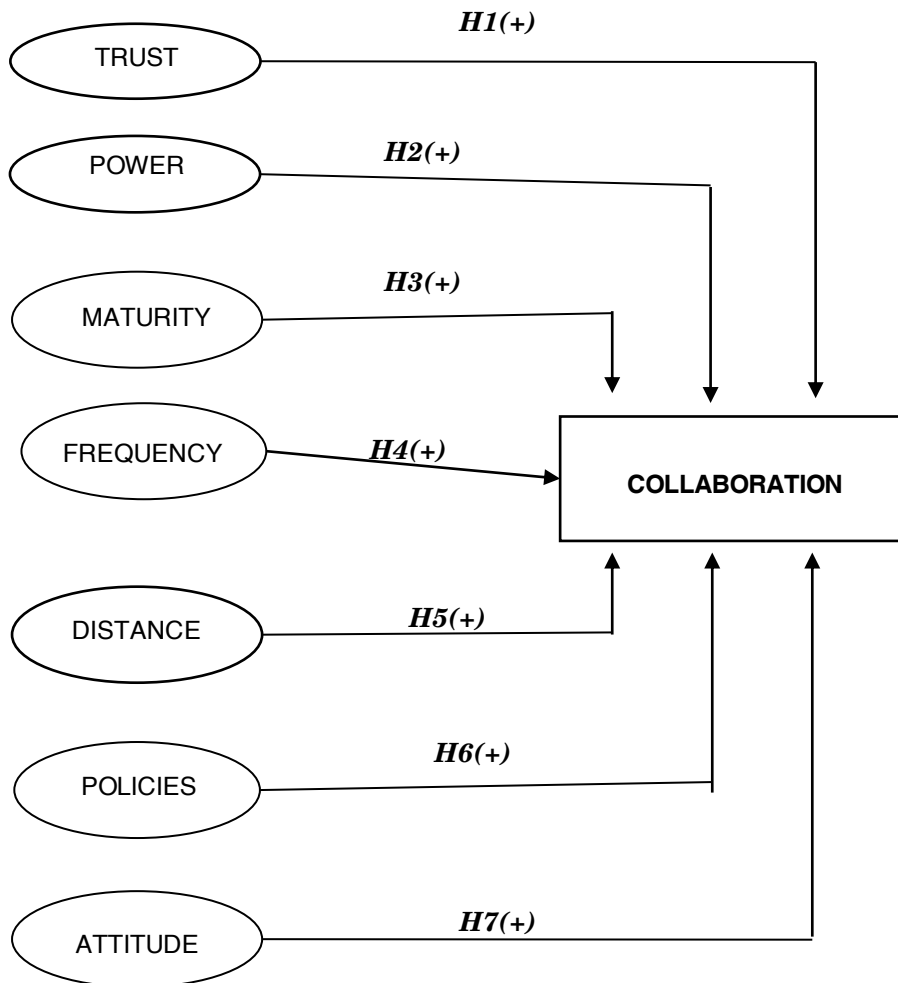 H1(+)
TRUST
H2(+)
POWER
H3(+)
MATURITY
H4(+)
FREQUENCY
COLLABORATION
H5(+)
DISTANCE
H6(+)
POLICIES
H7(+)
ATTITUDE